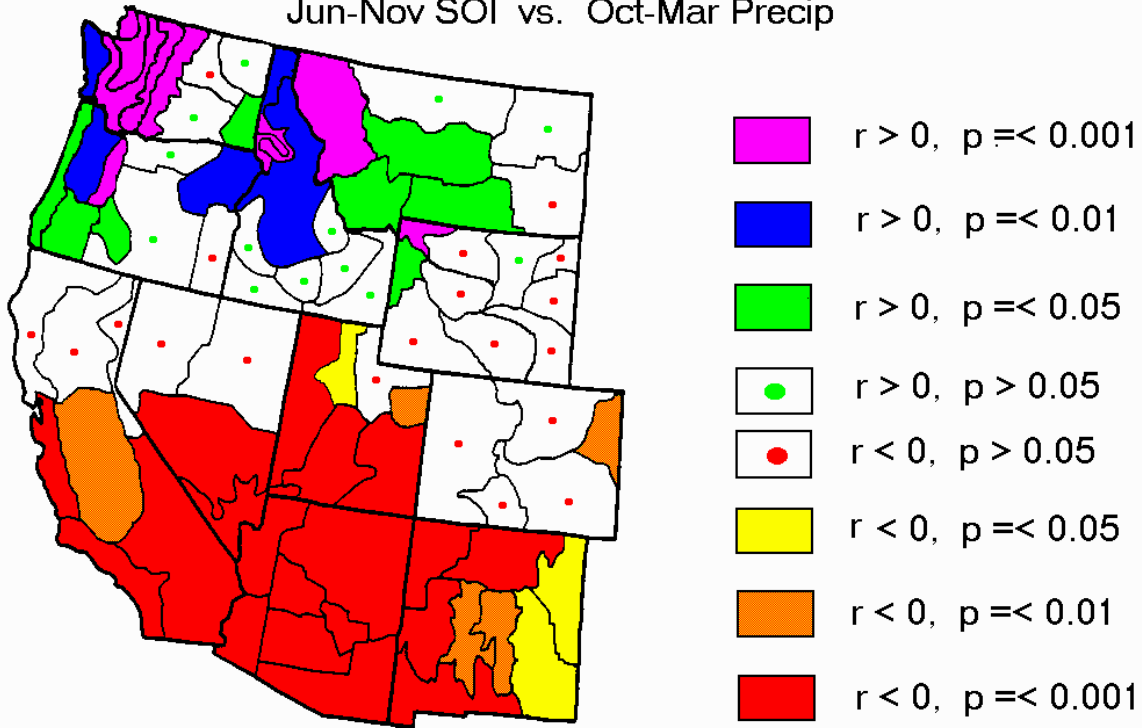 Jun-Nov SOI vs. Oct-Mar Precip
r > 0, p =< 0.001
r > 0, p =< 0.01
r > 0, p =< 0.05
r > 0, p > 0.05
r < 0, p > 0.05
r < 0, p =< 0.05
r < 0, p =< 0.01
r < 0, p =< 0.001